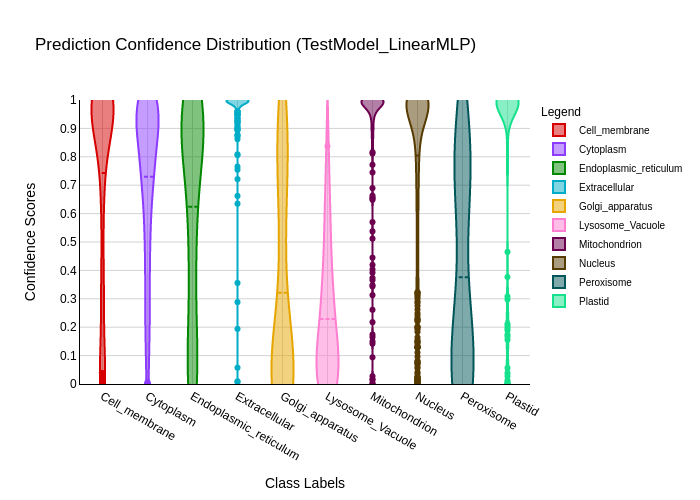 Prediction Confidence Distribution (TestModel_LinearMLP)
Legend
Cell_membrane
Cytoplasm
Endoplasmic_reticulum
Extracellular
Golgi_apparatus
Lysosome_Vacuole
Mitochondrion
Nucleus
Peroxisome
Plastid
Confidence Scores
1
0.9
0.8
0.7
0.6
0.5
0.4
0.3
0.2
0.1
0
Cell_membrane
Cytoplasm
Endoplasmic_reticulum
Extracellular
Golgi_apparatus
Lysosome_Vacuole
Mitochondrion
Nucleus
Peroxisome
Plastid
Class Labels